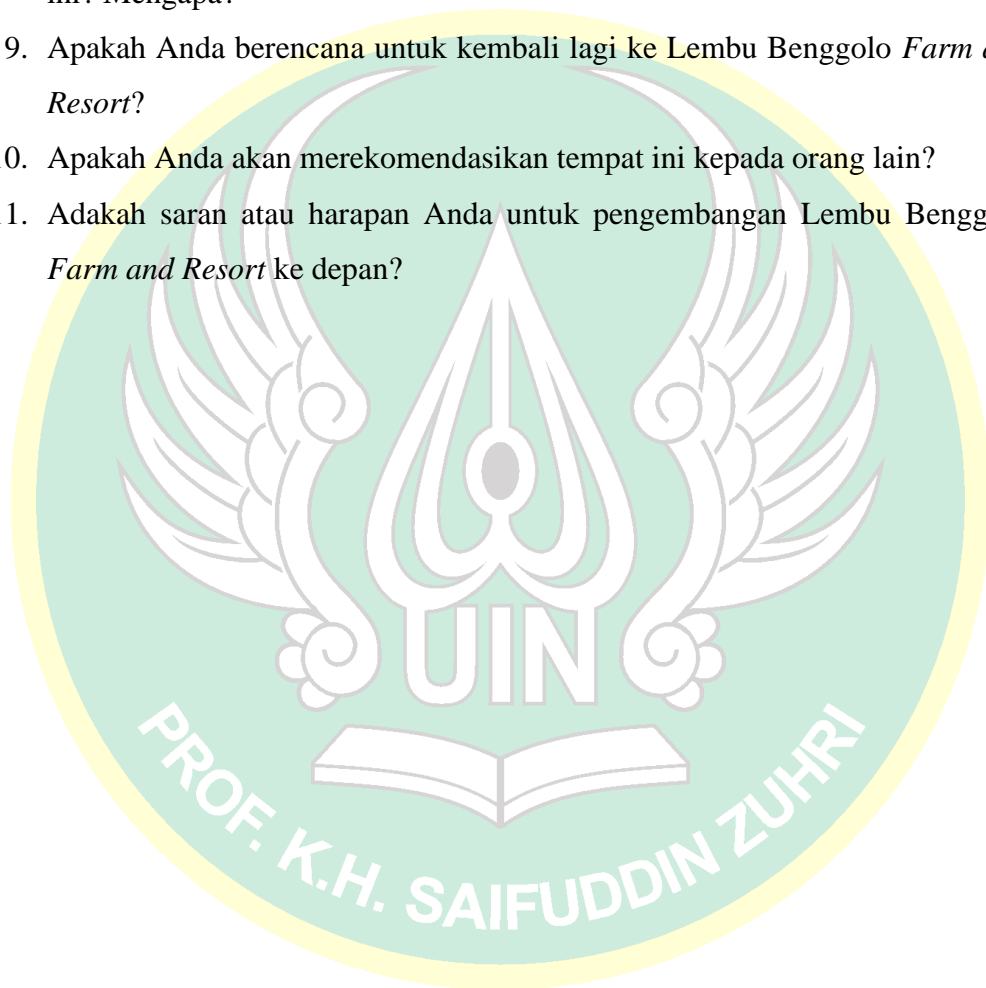 Mengapa?
9. Apakah Anda berencana untuk kembali lagi ke Lembu Benggolo Farm
Resort?
0. Apakah Anda akan merekomendasikan tempat ini kepada orang lain?
1. Adakah saran atau harapan Anda untuk pengembangan Lembu Bengg
Farm and Resort ke depan?
UIN
PROF. K.H. SAIFUDDIN ZUHRI